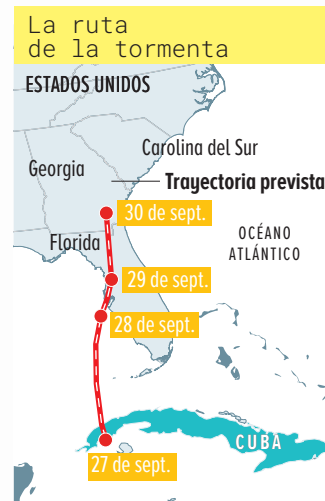 La ruta
de la tormenta
ESTADOS UNIDOS
Carolina del Sur
Georgia
Trayectoria prevista
30 de sept.
OCÉANO
ATLÁNTICO
Florida
29 de sept.
28 de sept.
CUBA
27 de sept.